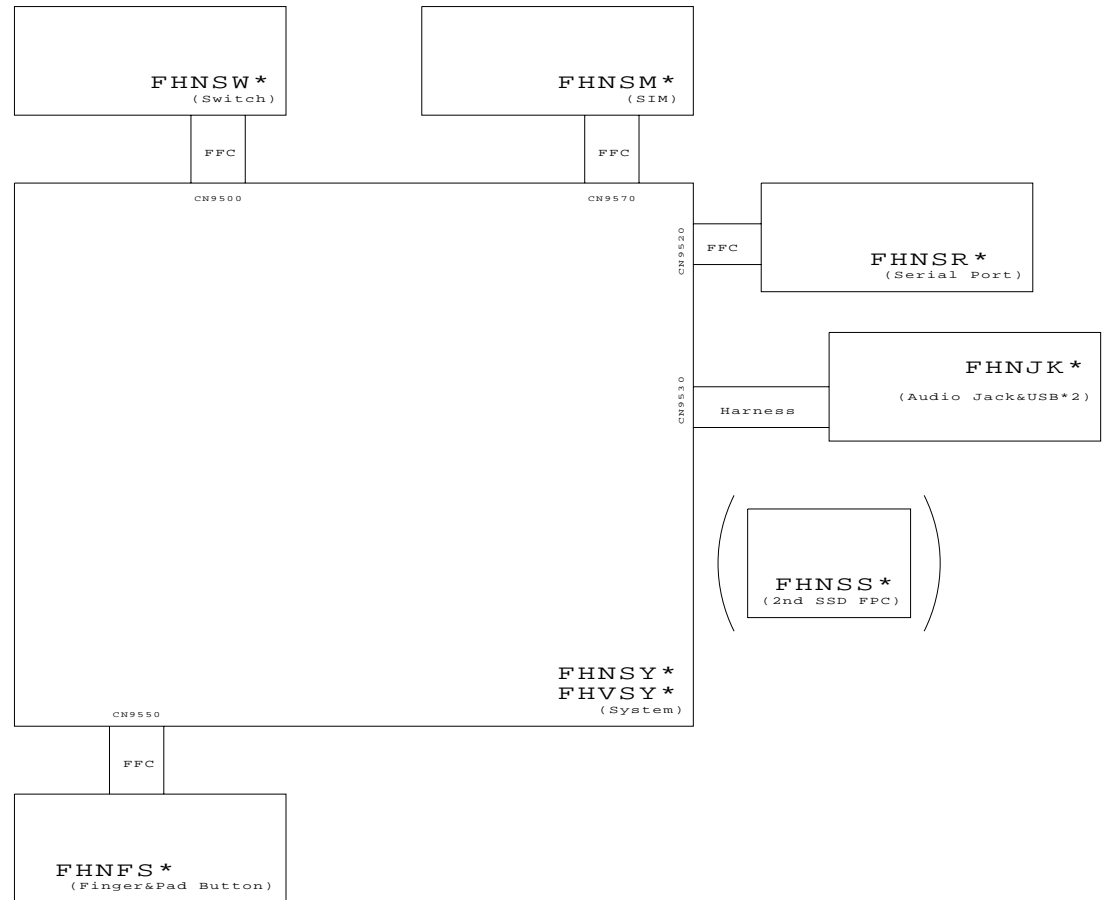 FHNSW*
(Switch)
FHNSM*
(SIM)
FFC
FFC
CN9500
CN9570
CN9520
FFC
FHNSR*
(Serial Port)
FHNJK*
(Audio Jack&USB*2)
CN9530
Harness
FHNSS*
(2nd SSD FPC)
FHNSY*
FHVSY*
(System)
CN9550
FFC
FHNFS*
(Finger&Pad Button)